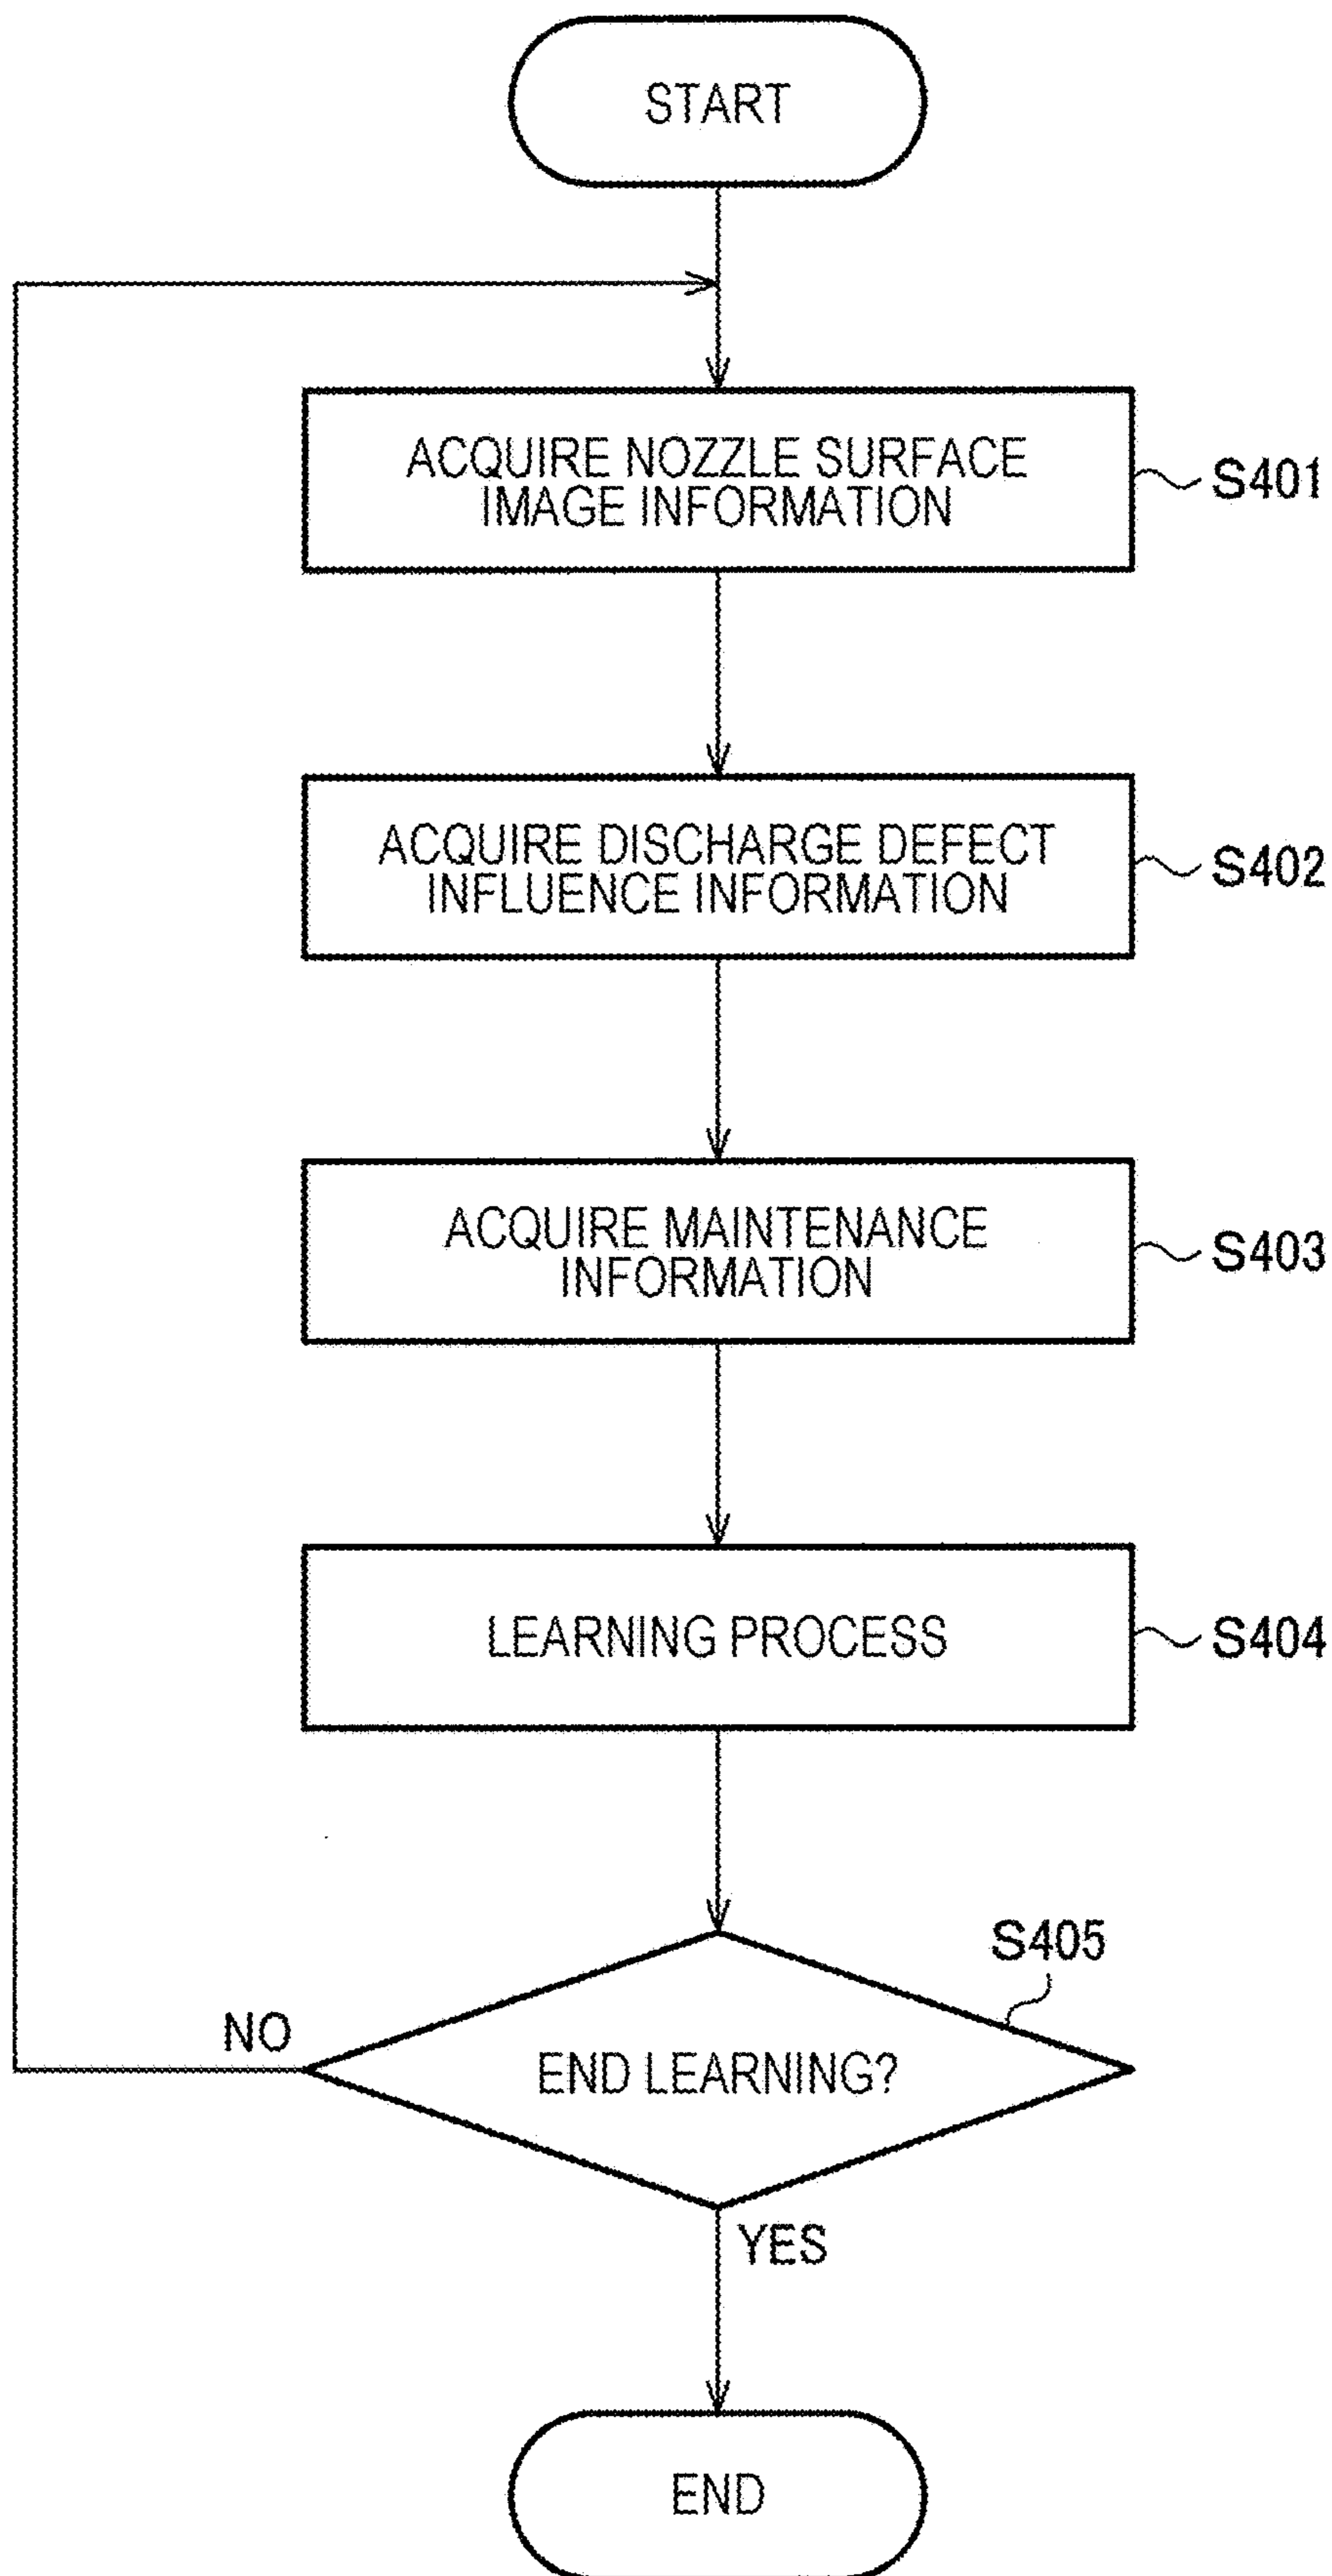 START
ACQUIRE NOZZLE SURFACE
IMAGE INFORMATION
S401
ACQUIRE DISCHARGE DEFECT
INFLUENCE INFORMATION
S402
ACQUIRE MAINTENANCE
INFORMATION
S403
LEARNING PROCESS
S404
S405
NO
END LEARNING?
YES
END